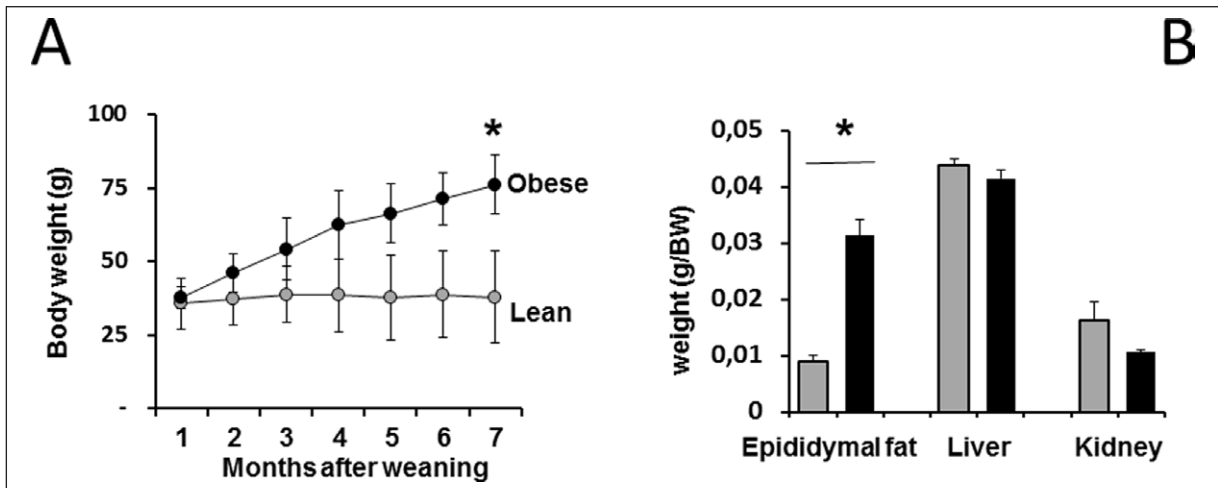 A
Body weight (g)
100
75
50
25
-
*
Obese
Lean
1 2 3 4 5 6 7
Months after weaning
B
weight (g/BW)
0,05
0,04
0,03
0,02
0,01
0
*
Epididymal fat Liver Kidney